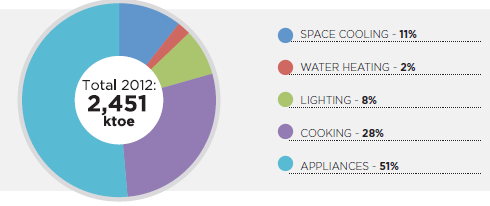 Total 2012:
2,451
ktoe
SPACE COOLING - 11%
WATER HEATING - 2%
LIGHTING - 8%
COOKING - 28%
APPLIANCES - 51%